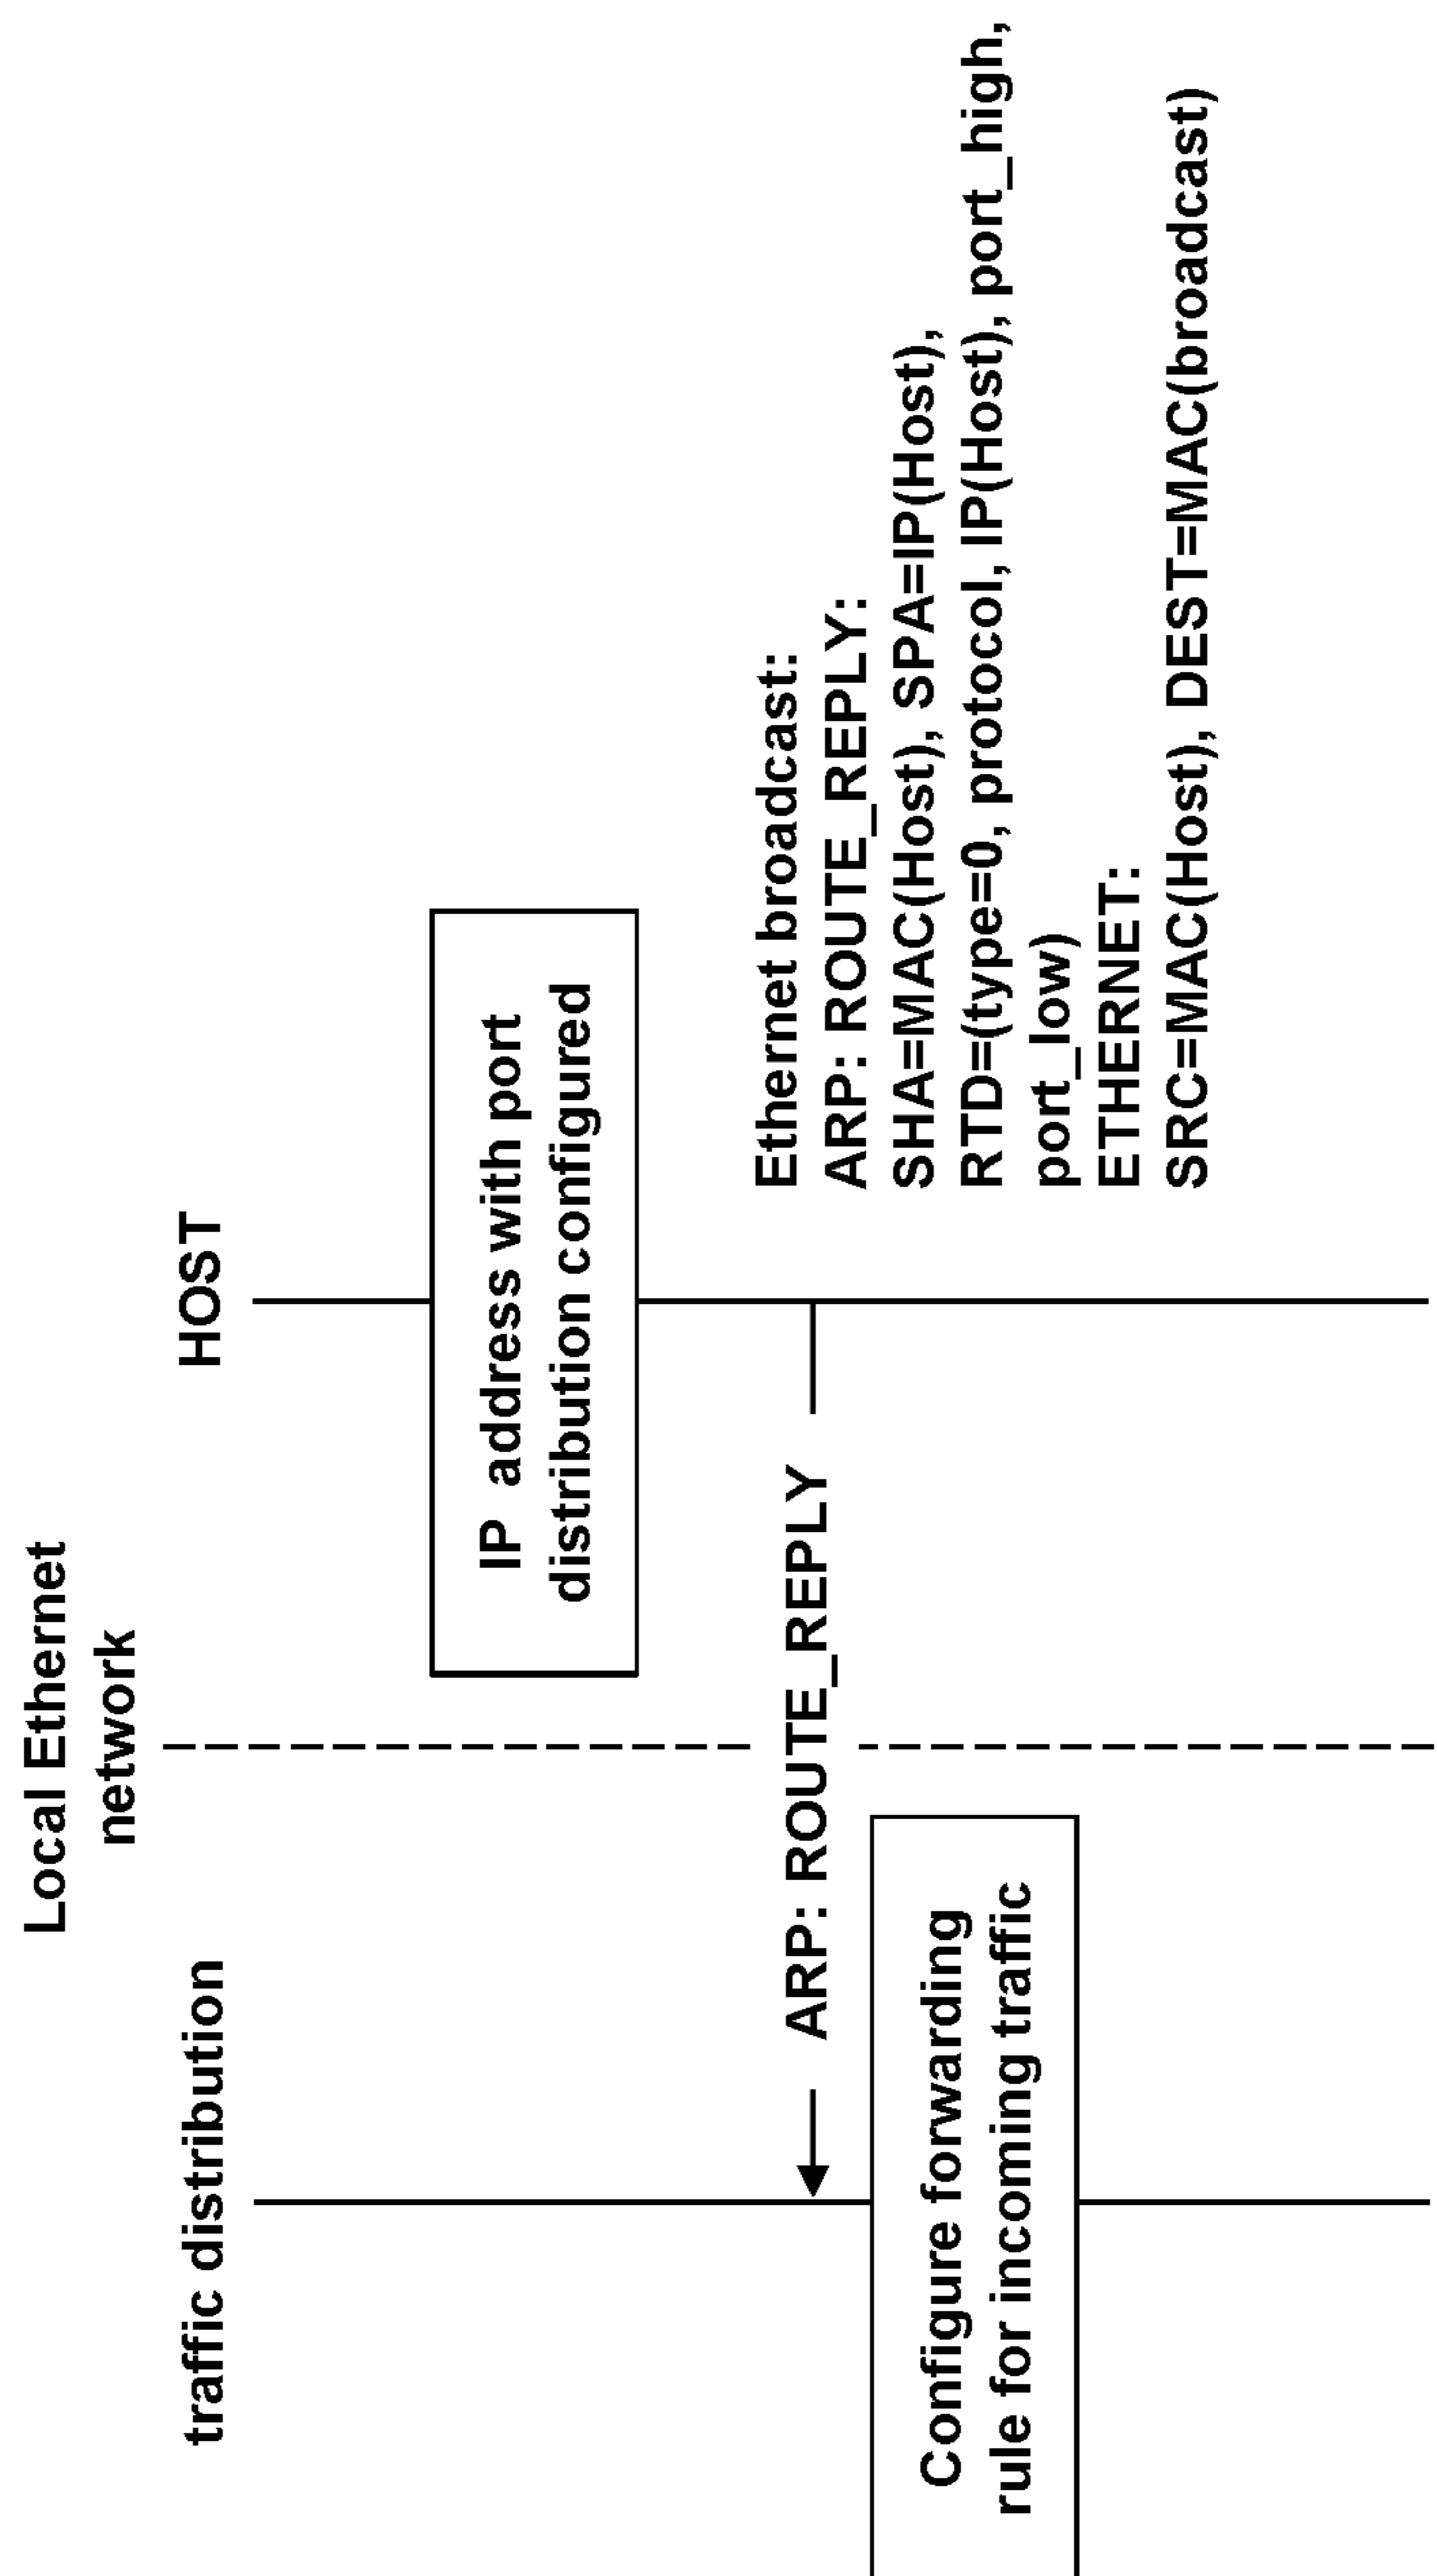 Local Ethernet
network
traffic distribution
HOST
IP address with port
distribution configured
ARP: ROUTE_REPLY
Ethernet broadcast:
ARP: ROUTE_REPLY:
SHA=MAC(Host), SPA=IP(Host),
RTD=(type=0, protocol, IP(Host), port_high,
port_low)
ETHERNET:
SRC=MAC(Host), DEST=MAC(broadcast)
Configure forwarding
rule for incoming traffic